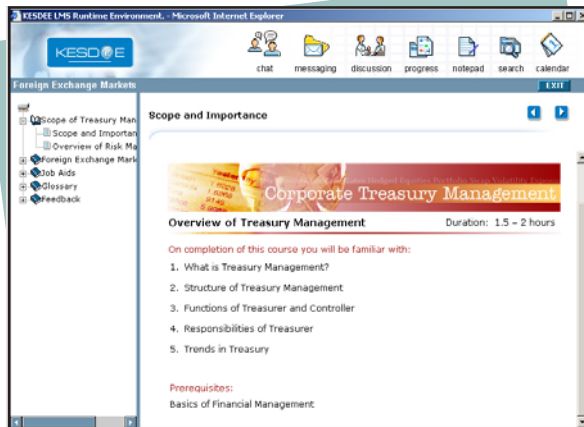 KESDEE LMS Runtime Environment. - Microsoft Internet Explorer
KESDEE
chat messaging discussion progress notepad search calendar
Foreign Exchange Markets EXIT
Scope of Treasury Man
Scope and Importan
Overview of Risk Ma
Foreign Exchange Mark
Job Aids
Glossary
Feedback
Scope and Importance
Corporate Treasury Management
Overview of Treasury Management Duration: 1.5 – 2 hours
On completion of this course you will be familiar with:
1. What is Treasury Management?
2. Structure of Treasury Management
3. Functions of Treasurer and Controller
4. Responsibilities of Treasurer
5. Trends in Treasury
Prerequisites:
Basics of Financial Management